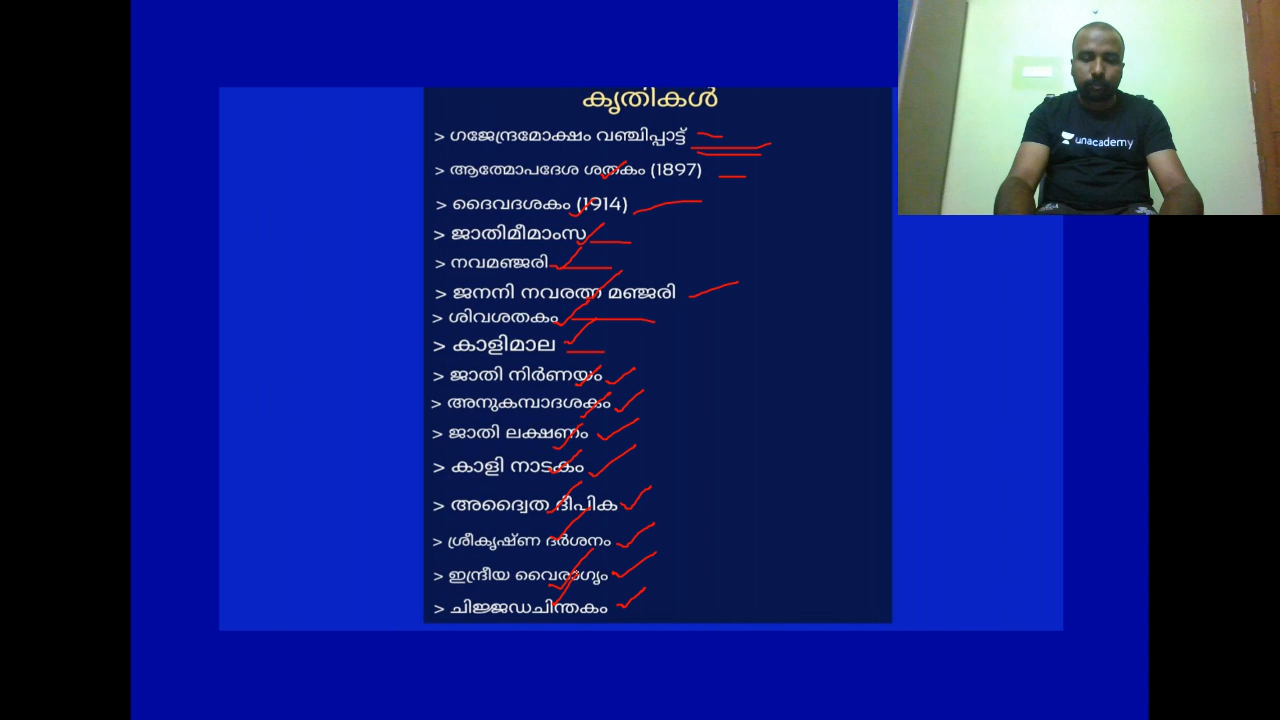 കൃതികൾ
> ഗജേന്ദ്രമോക്ഷം വഞ്ചിപ്പാട്ട്
> ആത്മോപദേശ ശതകം (1897)
> ദൈവദശകം (1914)
> ജാതിമീമാംസ
> നവമഞ്ജരി
> ജനനി നവരത്ന മഞ്ജരി
> ശിവശതകം
> കാളിമാല
> ജാതി നിർണയം
> അനുകമ്പാദശകം
> ജാതി ലക്ഷണം
> കാളി നാടകം
> അദ്വൈത ദീപിക
> ശ്രീകൃഷ്ണ ദർശനം
> ഇന്ദ്രീയ വൈരാഗ്യം
> ചിജ്ജഡചിന്തകം
unacademy